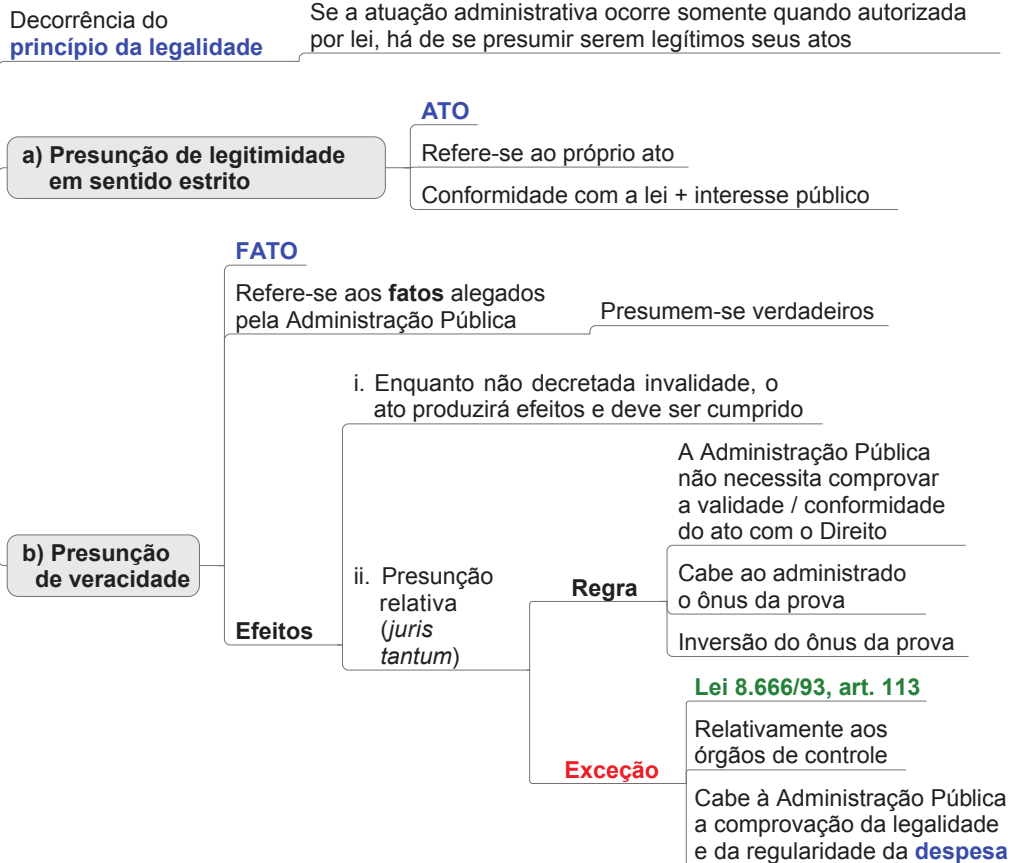 Decorrência do
princípio da legalidade
Se a atuação administrativa ocorre somente quando autorizada
por lei, há de se presumir serem legítimos seus atos
a) Presunção de legitimidade
em sentido estrito
ATO
Refere-se ao próprio ato
Conformidade com a lei + interesse público
b) Presunção
de veracidade
FATO
Refere-se aos fatos alegados
pela Administração Pública
Presumem-se verdadeiros
Efeitos
i. Enquanto não decretada invalidade, o
ato produzirá efeitos e deve ser cumprido
ii. Presunção
relativa
(juris
tantum)
Regra
A Administração Pública
não necessita comprovar
a validade / conformidade
do ato com o Direito
Cabe ao administrado
o ônus da prova
Inversão do ônus da prova
Exceção
Lei 8.666/93, art. 113
Relativamente aos
órgãos de controle
Cabe à Administração Pública
a comprovação da legalidade
e da regularidade da despesa